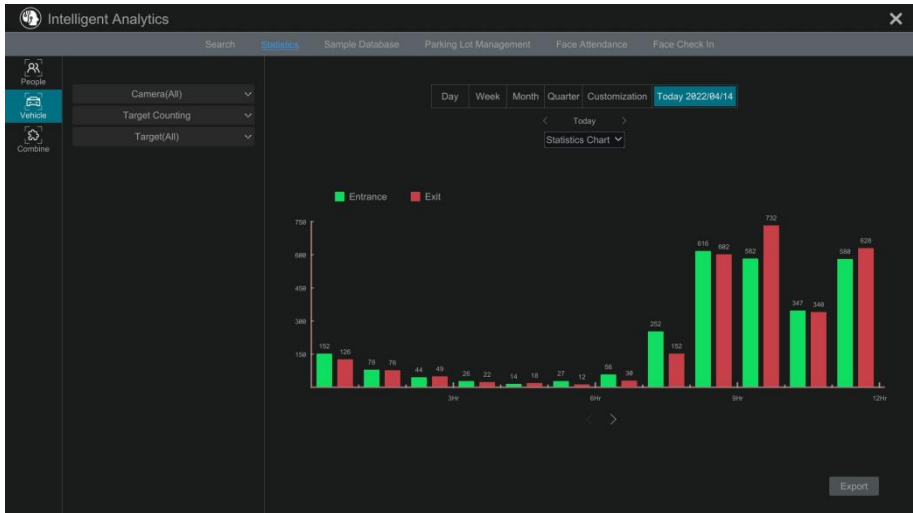 Intelligent Analytics
Search Statistics Sample Database Parking Lot Management Face Attendance Face Check In
People
Vehicle
Combine
Camera(All)
Target Counting
Target(All)
Day Week Month Quarter Customization Today 2022/04/14
Today
Statistics Chart
Entrance Exit
750
600
450
300
150
152 126 78 76 44 49 26 22 14 18 27 12 56 30 252 152 616 602 582 732 347 340 580 628
3Hr 6Hr 9Hr 12Hr
Export